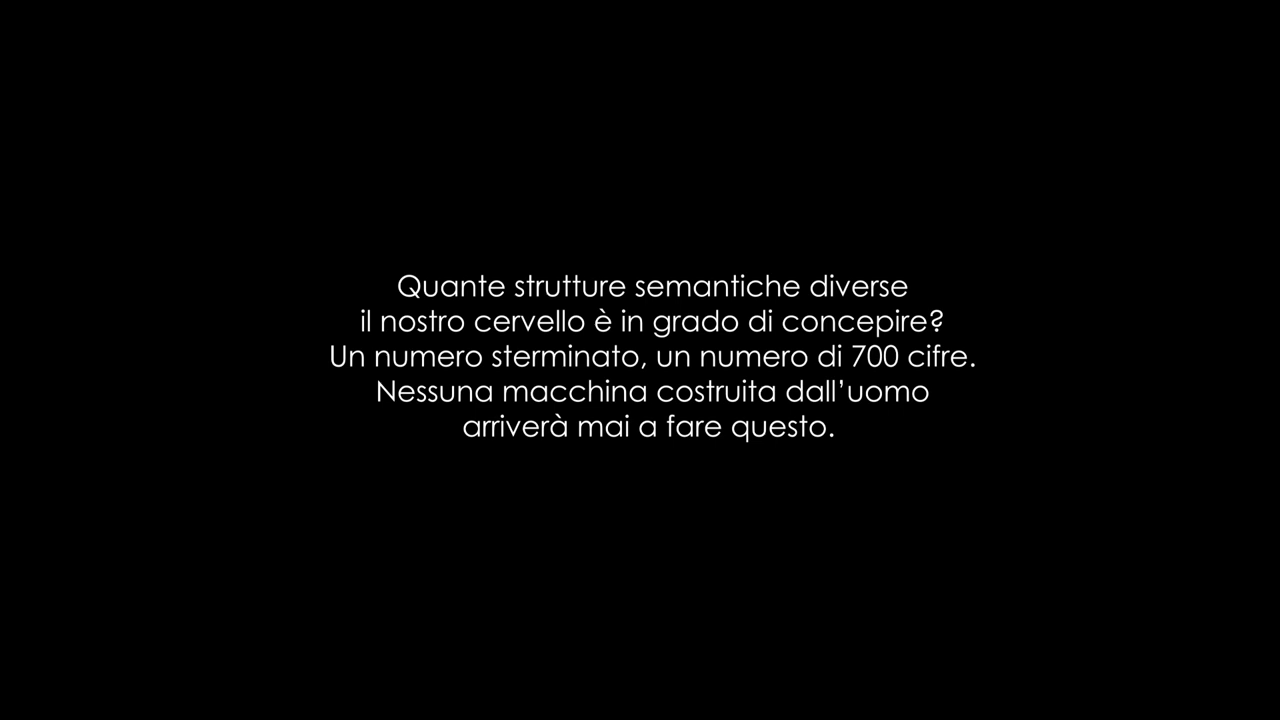 Quante strutture semantiche diverse
il nostro cervello è in grado di concepire?
Un numero sterminato, un numero di 700 cifre.
Nessuna macchina costruita dall’uomo
arriverà mai a fare questo.